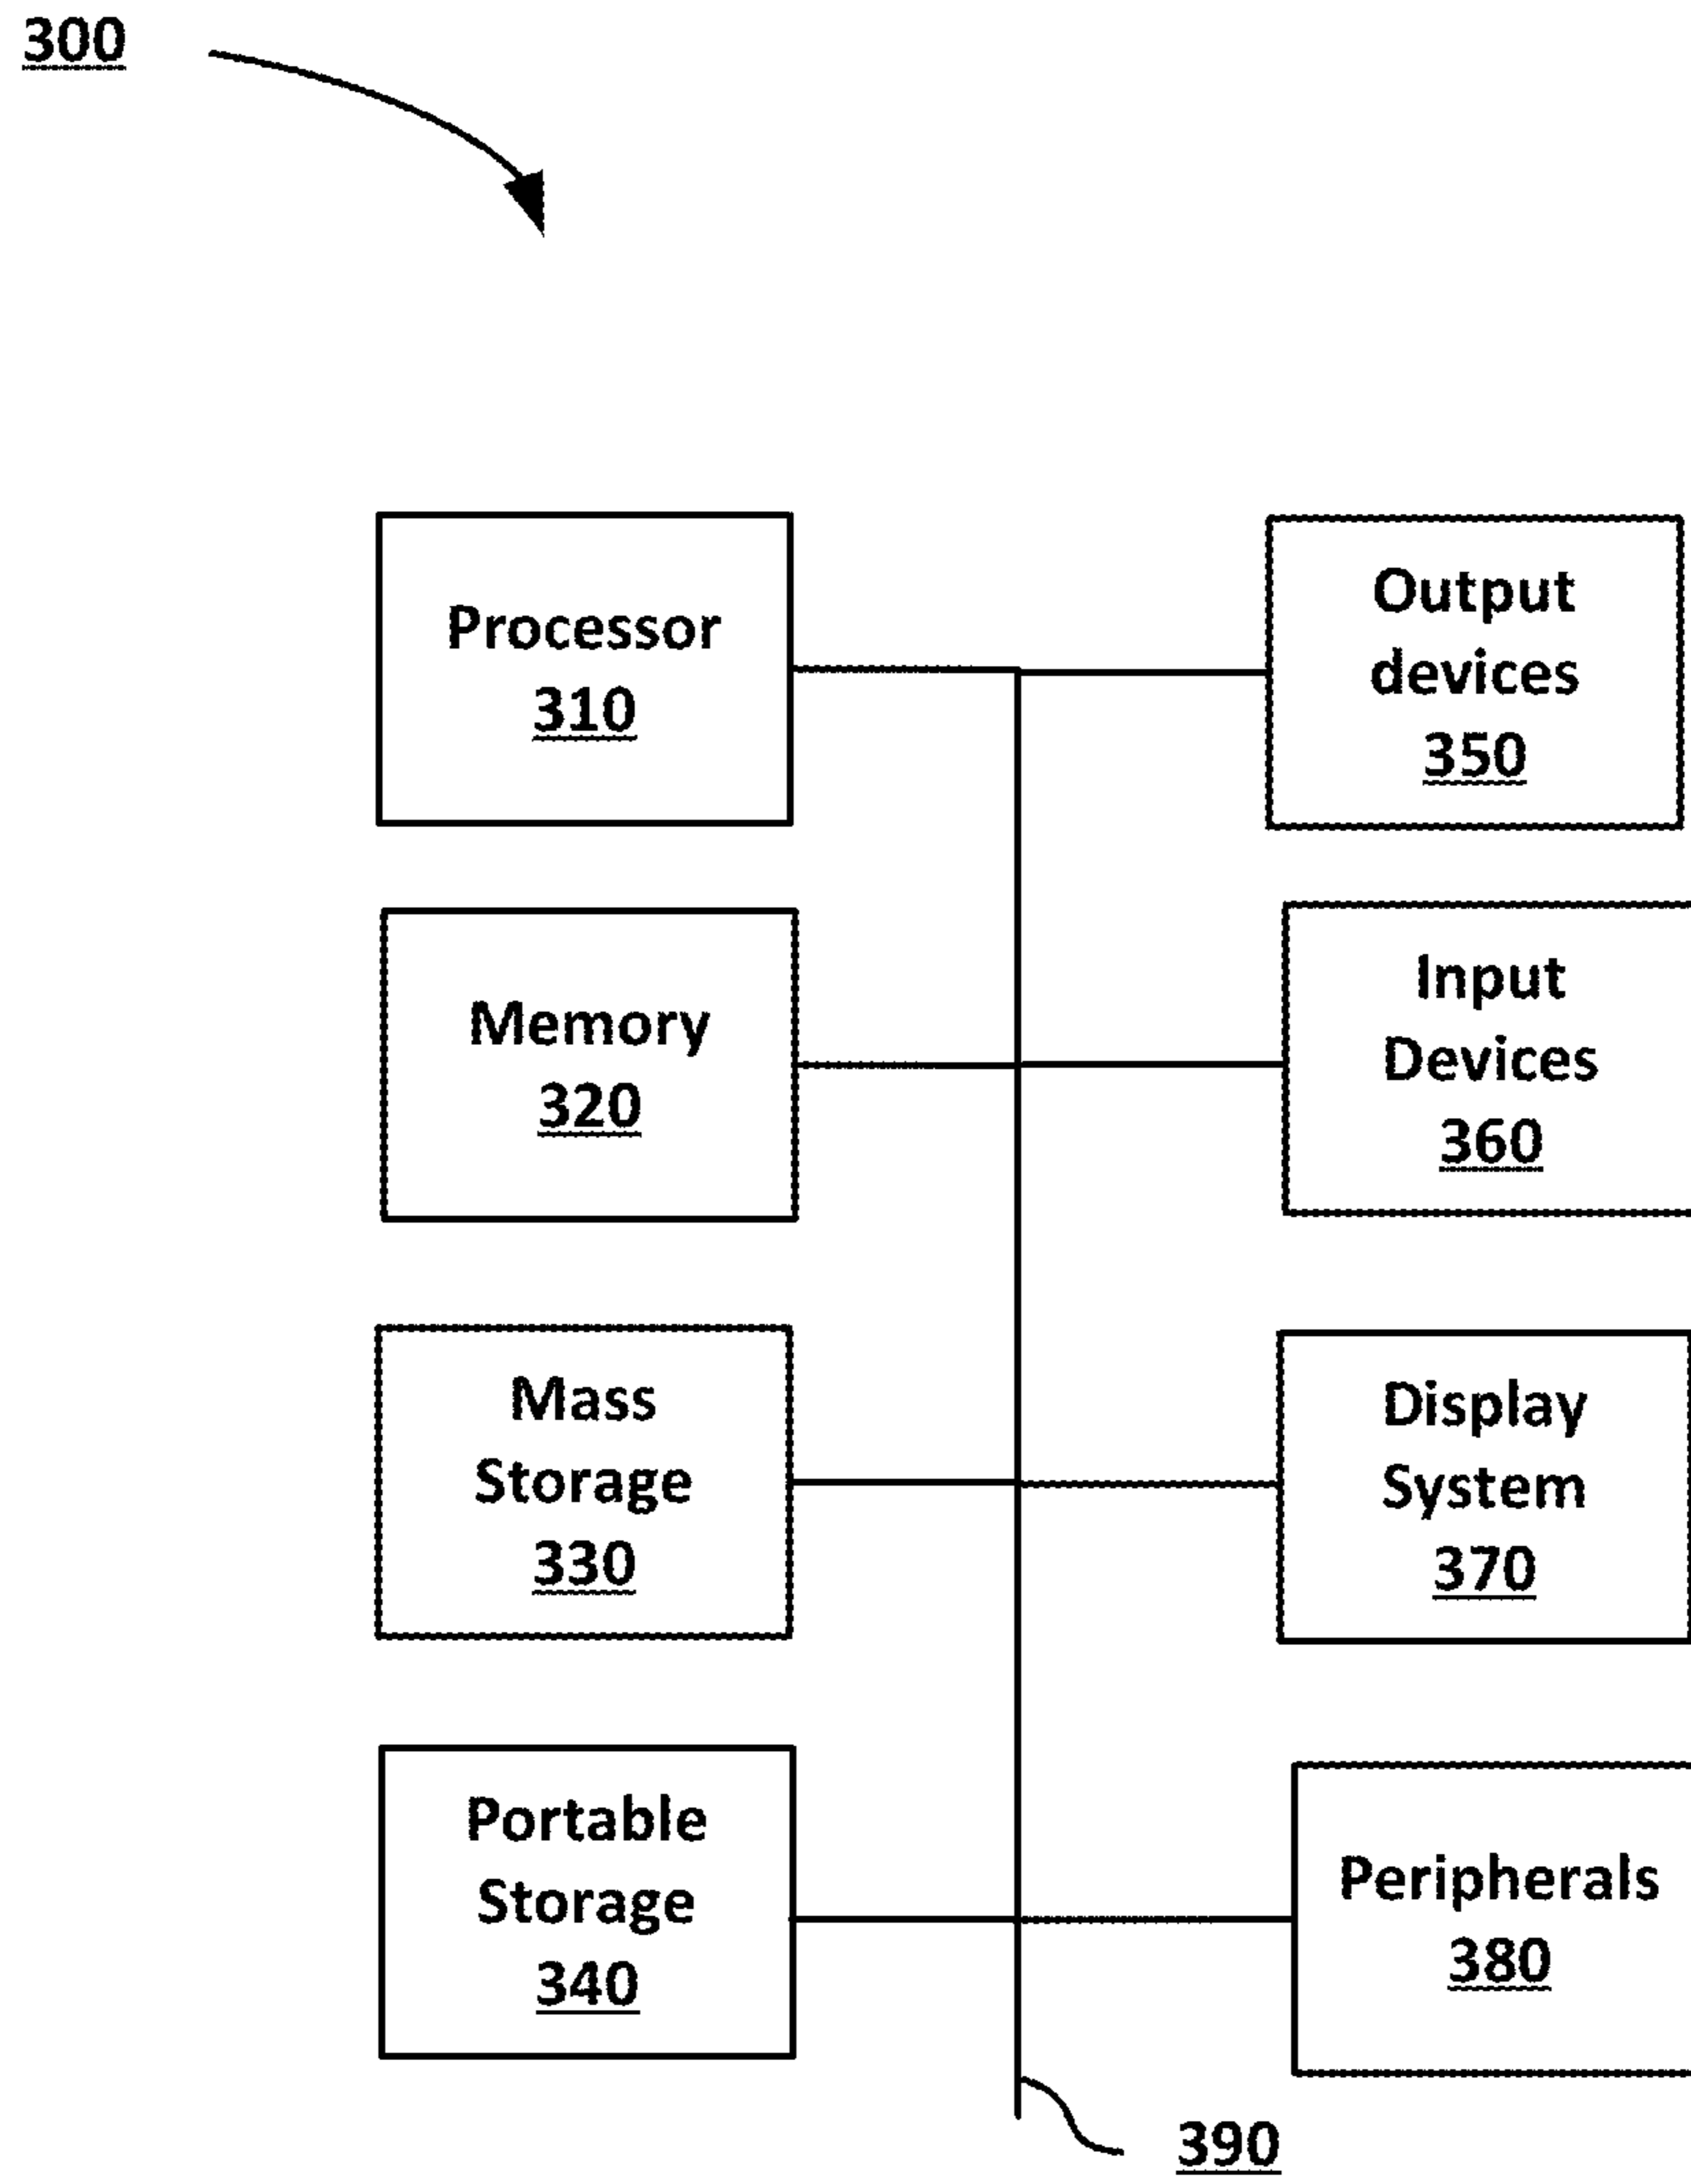 300
Processor
310
Output
devices
350
Memory
320
Input
Devices
360
Mass
Storage
330
Display
System
370
Portable
Storage
340
Peripherals
380
390